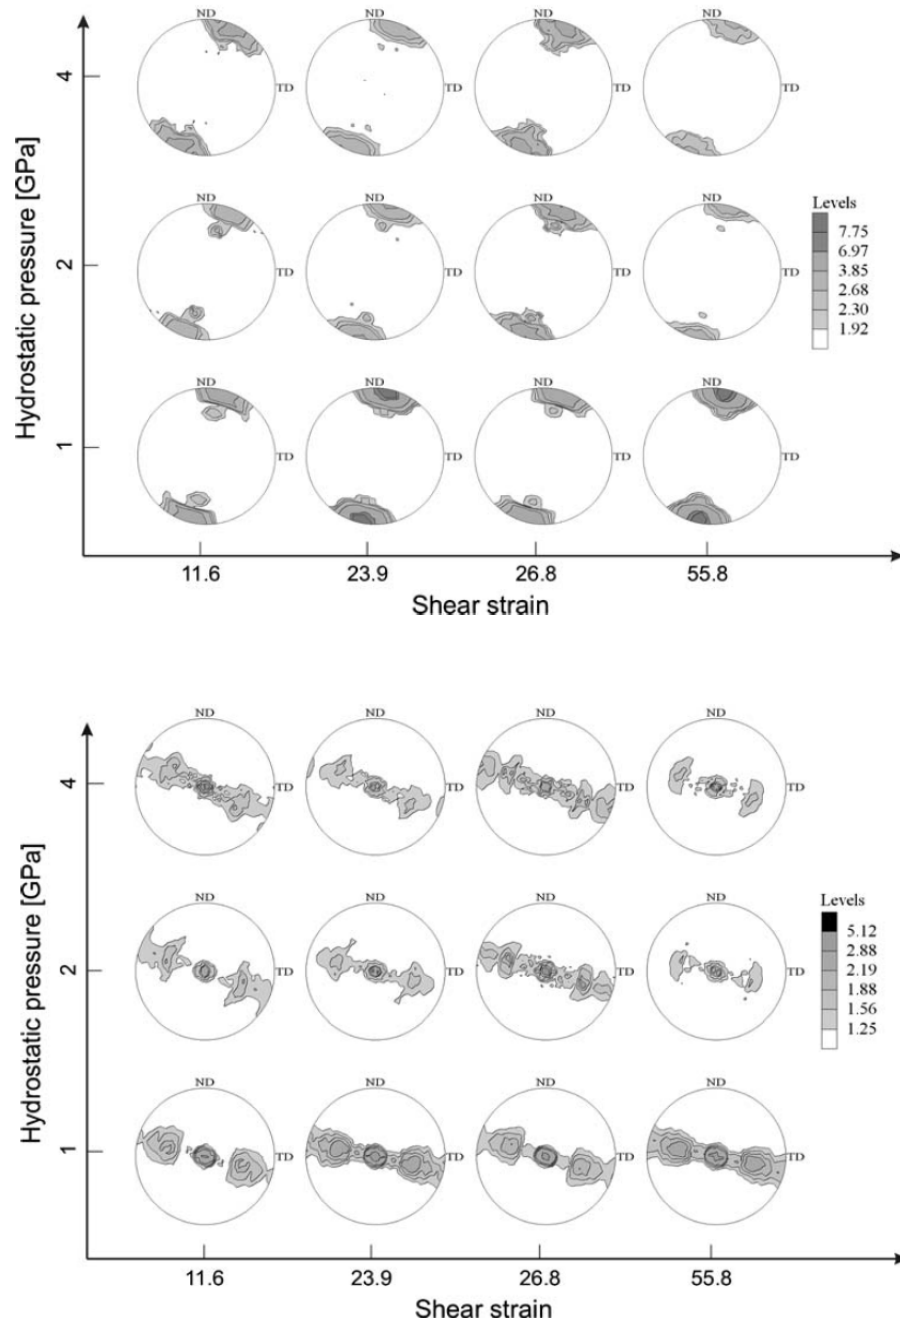 ND
ND
ND
ND
4
TD
TD
TD
TD
Hydrostatic pressure [GPa]
ND
ND
ND
ND
Levels
7.75
6.97
3.85
2.68
2.30
1.92
2
TD
TD
TD
TD
ND
ND
ND
ND
1
TD
TD
TD
TD
11.6
23.9
26.8
55.8
Shear strain
ND
ND
ND
ND
4
TD
TD
TD
TD
Hydrostatic pressure [GPa]
ND
ND
ND
ND
Levels
5.12
2.88
2.19
1.88
1.56
1.25
2
TD
TD
TD
TD
ND
ND
ND
ND
1
TD
TD
TD
TD
11.6
23.9
26.8
55.8
Shear strain